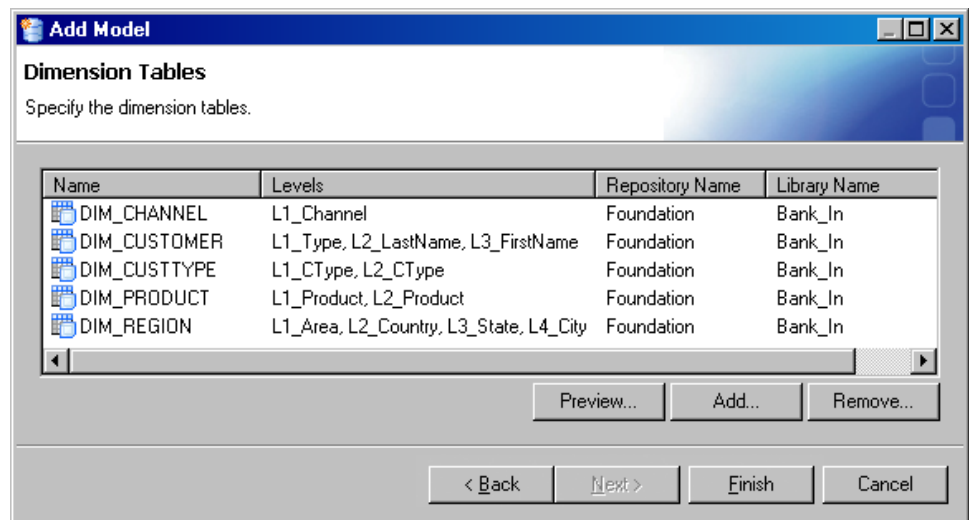 Add Model
Dimension Tables
Specify the dimension tables.
Name Levels Repository Name Library Name
DIM_CHANNEL L1_Channel Foundation Bank_In
DIM_CUSTOMER L1_Type, L2_LastName, L3_FirstName Foundation Bank_In
DIM_CUSTTYPE L1_CType, L2_CType Foundation Bank_In
DIM_PRODUCT L1_Product, L2_Product Foundation Bank_In
DIM_REGION L1_Area, L2_Country, L3_State, L4_City Foundation Bank_In
Preview... Add... Remove...
< Back Next > Finish Cancel